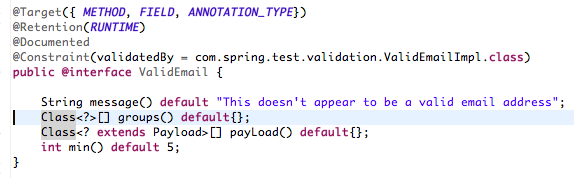 @Target({ METHOD, FIELD, ANNOTATION_TYPE})
@Retention(RUNTIME)
@Documented
@Constraint(validatedBy = com.spring.test.validation.ValidEmailImpl.class)
public @interface ValidEmail {
String message() default "This doesn't appear to be a valid email address";
Class<?>[] groups() default{};
Class<? extends Payload>[] payLoad() default{};
int min() default 5;
}